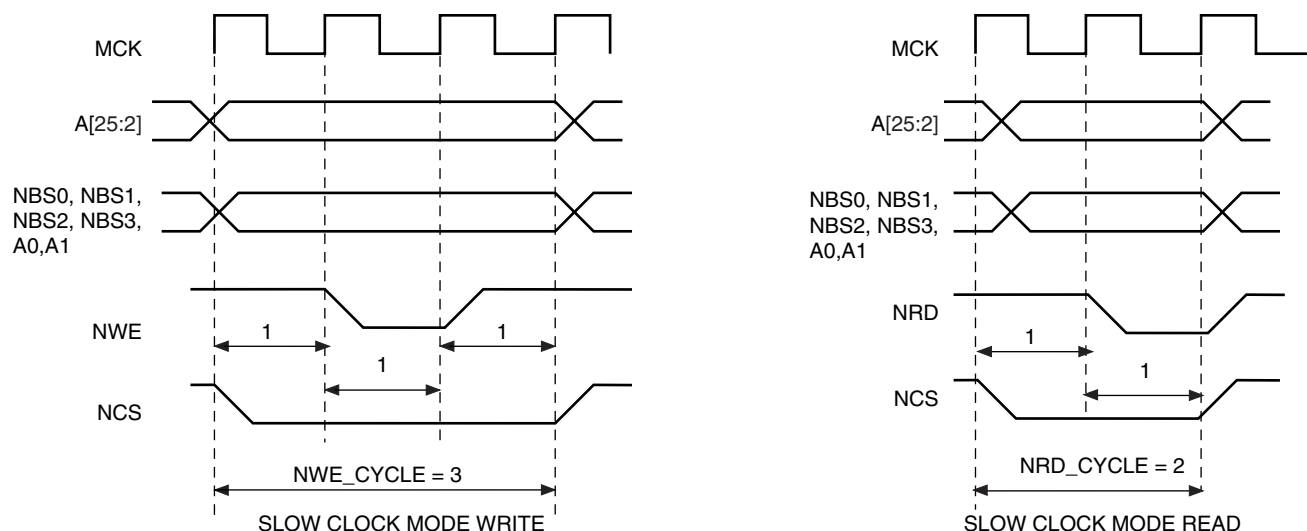 MCK
A[25:2]
NBS0, NBS1,
NBS2, NBS3,
A0,A1
NWE
1
1
1
NCS
NWE_CYCLE = 3
SLOW CLOCK MODE WRITE
MCK
A[25:2]
NBS0, NBS1,
NBS2, NBS3,
A0,A1
NRD
1
1
NCS
NRD_CYCLE = 2
SLOW CLOCK MODE READ